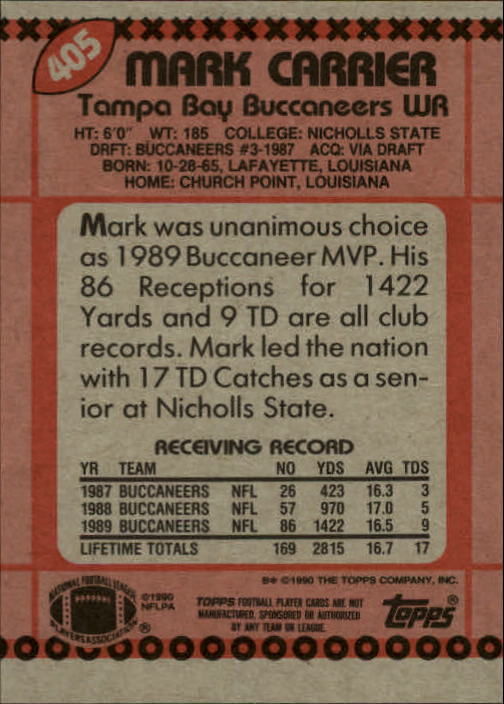 405
MARK CARRIER
Tampa Bay Buccaneers WR
HT: 6'0" WT: 185 COLLEGE: NICHOLLS STATE
DRFT: BUCCANEERS #3-1987 ACQ: VIA DRAFT
BORN: 10-28-65, LAFAYETTE, LOUISIANA
HOME: CHURCH POINT, LOUISIANA
Mark was unanimous choice
as 1989 Buccaneer MVP. His
86 Receptions for 1422
Yards and 9 TD are all club
records. Mark led the nation
with 17 TD Catches as a sen-
ior at Nicholls State.
RECEIVING RECORD
YR TEAM NO YDS AVG TDS
1987 BUCCANEERS NFL 26 423 16.3 3
1988 BUCCANEERS NFL 57 970 17.0 5
1989 BUCCANEERS NFL 86 1422 16.5 9
LIFETIME TOTALS 169 2815 16.7 17
B* ©1990 THE TOPPS COMPANY, INC.
NATIONAL FOOTBALL LEAGUE
PLAYERS ASSOCIATION ®
©1990
NFLPA
TOPPS FOOTBALL PLAYER CARDS ARE NOT
MANUFACTURED, SPONSORED OR AUTHORIZED
BY ANY TEAM OR LEAGUE.
topps®